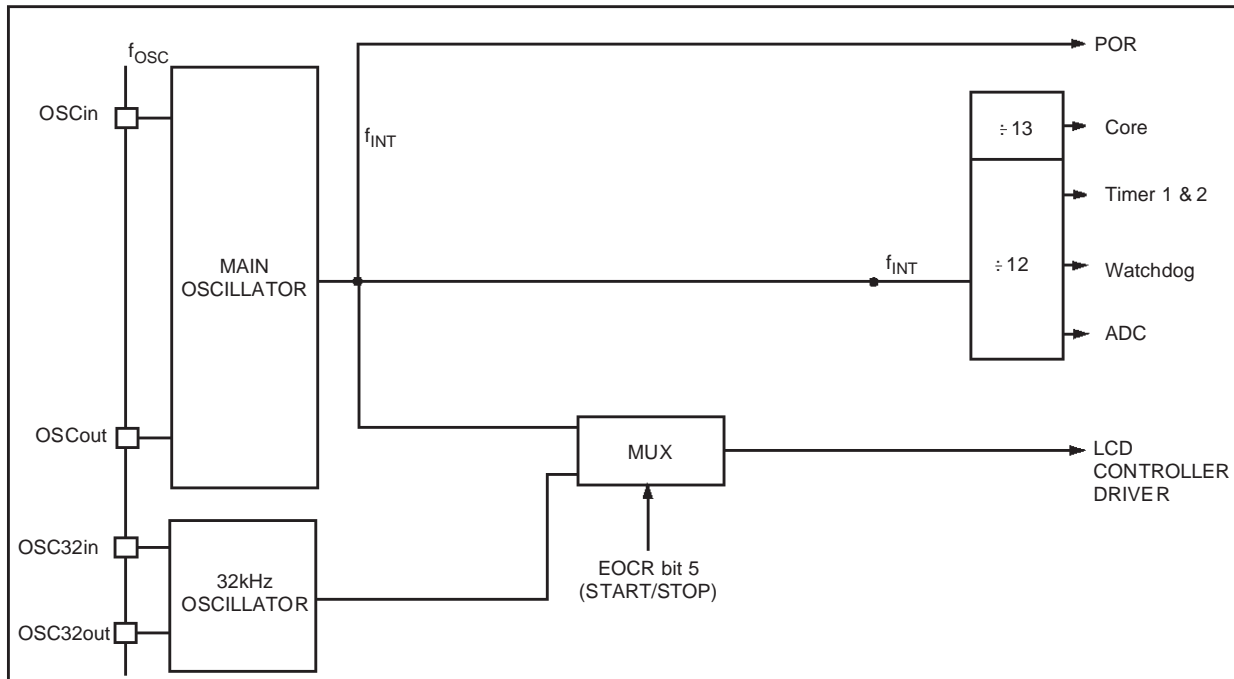 fOSC
POR
OSCin
÷13
Core
fINT
Timer 1 & 2
MAIN
OSCILLATOR
fINT
÷12
Watchdog
ADC
OSCout
MUX
LCD
CONTROLLER
DRIVER
OSC32in
32kHz
OSCILLATOR
EOCR bit 5
(START/STOP)
OSC32out